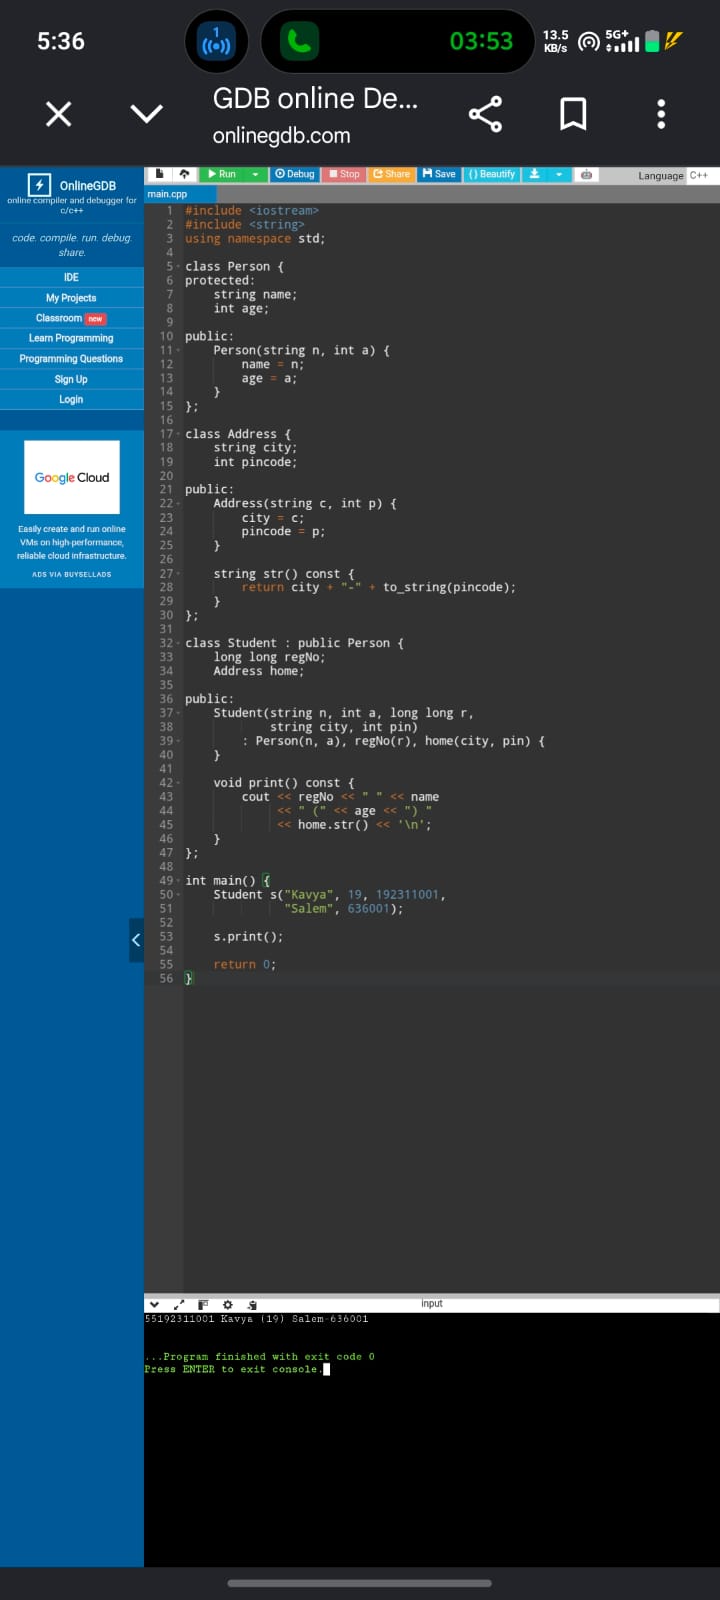 5:36
1
03:53
13.5
KB/s
5G+
GDB online De...
onlinegdb.com
OnlineGDB
online compiler and debugger for
c/c++
code. compile. run. debug.
share.
IDE
My Projects
Classroom new
Learn Programming
Programming Questions
Sign Up
Login
Google Cloud
Easily create and run online
VMs on high-performance,
reliable cloud infrastructure.
ADS VIA BUYSELLADS
Run Debug Stop Share Save {} Beautify Language C++
main.cpp
1 #include <iostream>
2 #include <string>
3 using namespace std;
4
5 class Person {
6 protected:
7     string name;
8     int age;
9
10 public:
11     Person(string n, int a) {
12         name = n;
13         age = a;
14     }
15 };
16
17 class Address {
18     string city;
19     int pincode;
20
21 public:
22     Address(string c, int p) {
23         city = c;
24         pincode = p;
25     }
26
27     string str() const {
28         return city + "-" + to_string(pincode);
29     }
30 };
31
32 class Student : public Person {
33     long long regNo;
34     Address home;
35
36 public:
37     Student(string n, int a, long long r,
38             string city, int pin)
39         : Person(n, a), regNo(r), home(city, pin) {
40     }
41
42     void print() const {
43         cout << regNo << " " << name
44              << " (" << age << ") "
45              << home.str() << '\n';
46     }
47 };
48
49 int main() {
50     Student s("Kavya", 19, 192311001,
51               "Salem", 636001);
52
53     s.print();
54
55     return 0;
56 }
input
55192311001 Kavya (19) Salem-636001
...Program finished with exit code 0
Press ENTER to exit console.